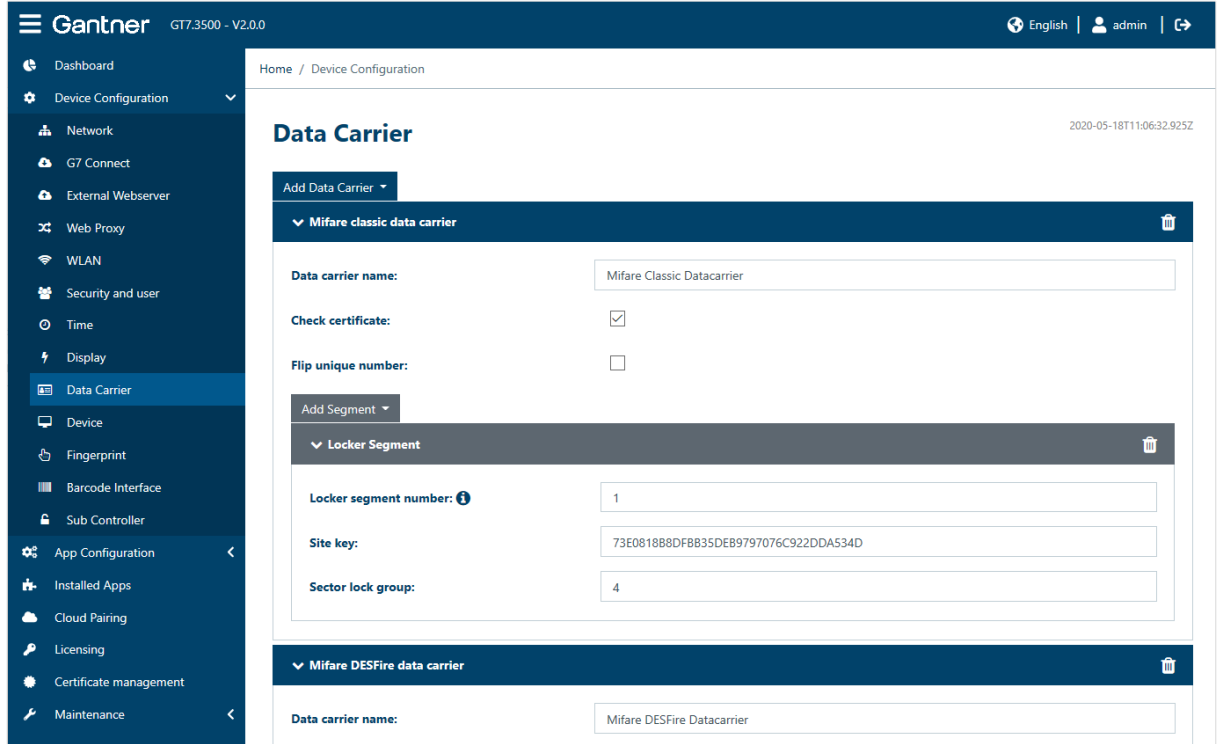 Gantner GT7.3500 - V2.0.0 English admin
Dashboard
Device Configuration
Network
G7 Connect
External Webserver
Web Proxy
WLAN
Security and user
Time
Display
Data Carrier
Device
Fingerprint
Barcode Interface
Sub Controller
App Configuration
Installed Apps
Cloud Pairing
Licensing
Certificate management
Maintenance
Home / Device Configuration
Data Carrier
2020-05-18T11:06:32.925Z
Add Data Carrier
Mifare classic data carrier
Data carrier name: Mifare Classic Datacarrier
Check certificate:
Flip unique number:
Add Segment
Locker Segment
Locker segment number: 1
Site key: 73E0818B8DFBB35DEB9797076C922DDA534D
Sector lock group: 4
Mifare DESFire data carrier
Data carrier name: Mifare DESFire Datacarrier